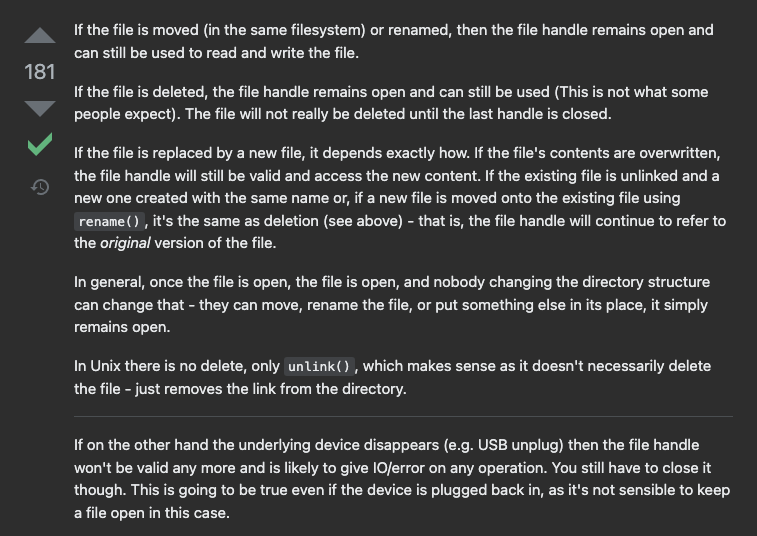 If the file is moved (in the same filesystem) or renamed, then the file handle remains open and
can still be used to read and write the file.
181
If the file is deleted, the file handle remains open and can still be used (This is not what some
people expect). The file will not really be deleted until the last handle is closed.
If the file is replaced by a new file, it depends exactly how. If the file's contents are overwritten,
the file handle will still be valid and access the new content. If the existing file is unlinked and a
new one created with the same name or, if a new file is moved onto the existing file using
rename(), it's the same as deletion (see above) - that is, the file handle will continue to refer to
the original version of the file.
In general, once the file is open, the file is open, and nobody changing the directory structure
can change that - they can move, rename the file, or put something else in its place, it simply
remains open.
In Unix there is no delete, only unlink(), which makes sense as it doesn't necessarily delete
the file - just removes the link from the directory.
If on the other hand the underlying device disappears (e.g. USB unplug) then the file handle
won't be valid any more and is likely to give IO/error on any operation. You still have to close it
though. This is going to be true even if the device is plugged back in, as it's not sensible to keep
a file open in this case.